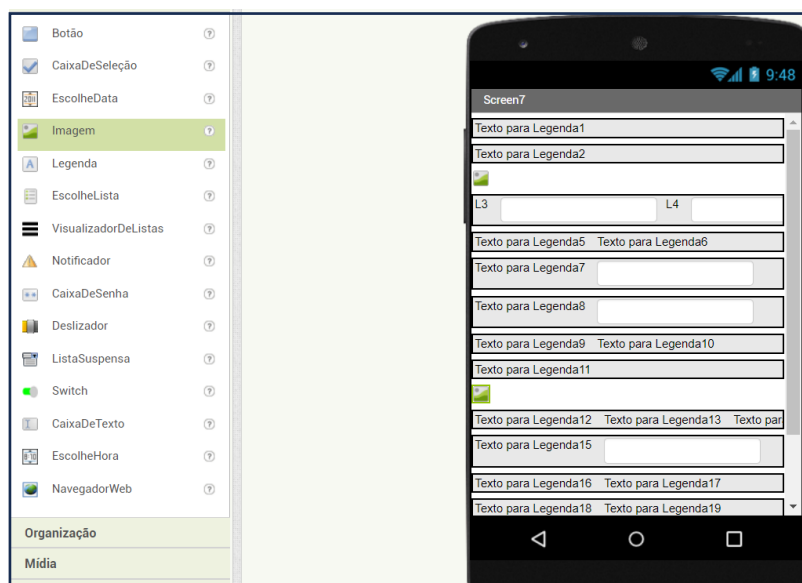 Botão
CaixaDeSeleção
EscolheData
Imagem
Legenda
EscolheLista
VisualizadorDeListas
Notificador
CaixaDeSenha
Deslizador
ListaSuspensa
Switch
CaixaDeTexto
EscolheHora
NavegadorWeb
Organização
Mídia
9:48
Screen7
Texto para Legenda1
Texto para Legenda2
L3 L4
Texto para Legenda5 Texto para Legenda6
Texto para Legenda7
Texto para Legenda8
Texto para Legenda9 Texto para Legenda10
Texto para Legenda11
Texto para Legenda12 Texto para Legenda13 Texto par
Texto para Legenda15
Texto para Legenda16 Texto para Legenda17
Texto para Legenda18 Texto para Legenda19